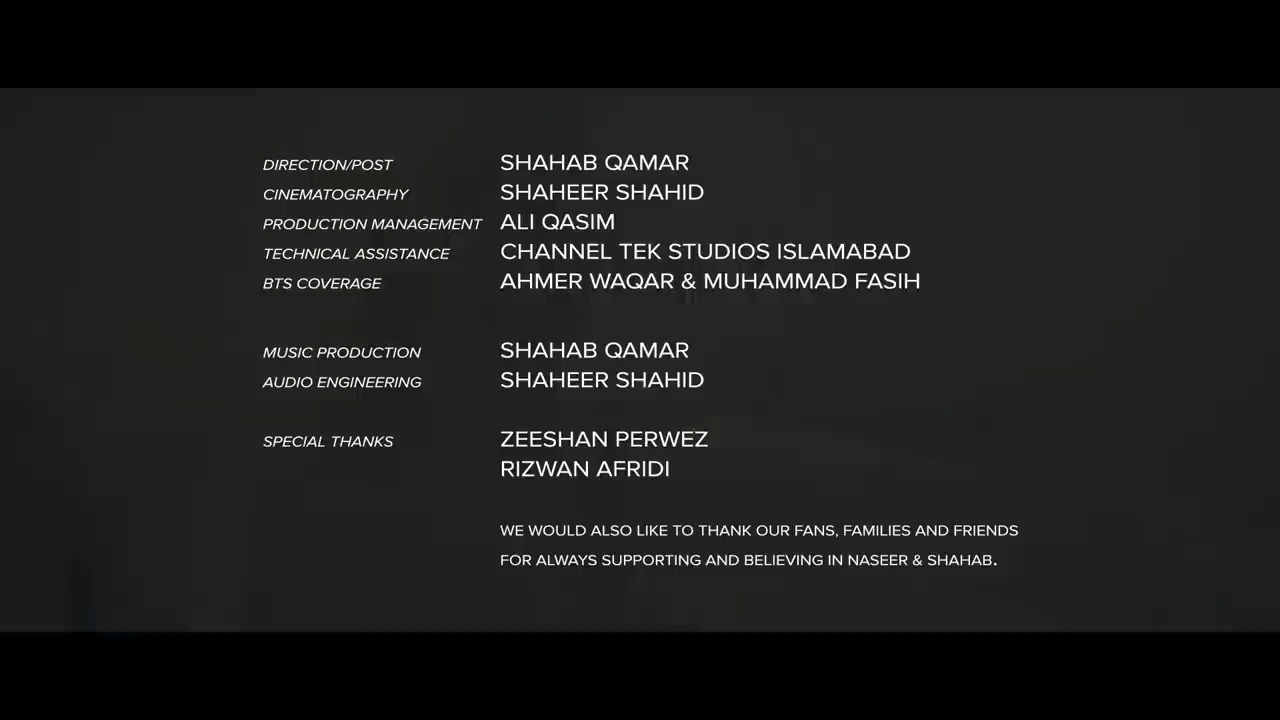 DIRECTION/POST SHAHAB QAMAR
CINEMATOGRAPHY SHAHEER SHAHID
PRODUCTION MANAGEMENT ALI QASIM
TECHNICAL ASSISTANCE CHANNEL TEK STUDIOS ISLAMABAD
BTS COVERAGE AHMER WAQAR & MUHAMMAD FASIH
MUSIC PRODUCTION SHAHAB QAMAR
AUDIO ENGINEERING SHAHEER SHAHID
SPECIAL THANKS ZEESHAN PERWEZ
RIZWAN AFRIDI
WE WOULD ALSO LIKE TO THANK OUR FANS, FAMILIES AND FRIENDS
FOR ALWAYS SUPPORTING AND BELIEVING IN NASEER & SHAHAB.